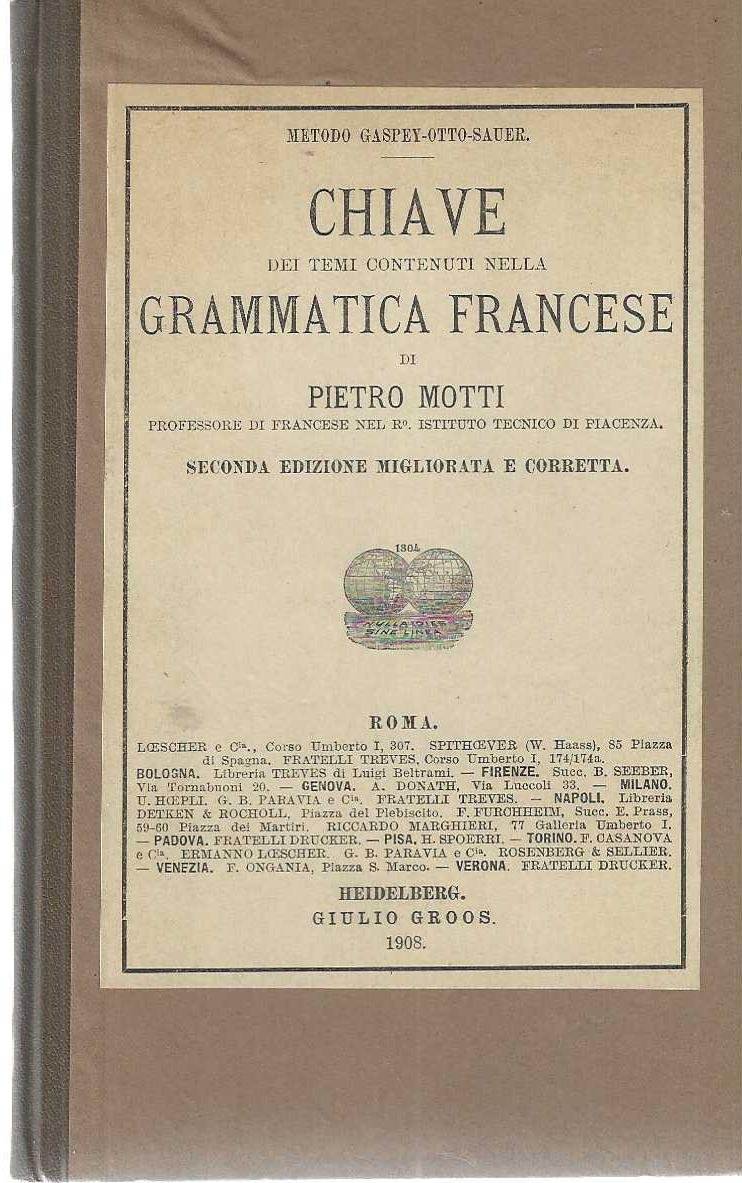 METODO GASPEY-OTTO-SAUER.
CHIAVE
DEI TEMI CONTENUTI NELLA
GRAMMATICA FRANCESE
DI
PIETRO MOTTI
PROFESSORE DI FRANCESE NEL Rº. ISTITUTO TECNICO DI PIACENZA.
SECONDA EDIZIONE MIGLIORATA E CORRETTA.
1804
NULLA DIES
SINE LINEA
ROMA.
LŒSCHER e Cia., Corso Umberto I, 307. SPITHŒVER (W. Haass), 85 Piazza
di Spagna. FRATELLI TREVES, Corso Umberto I, 174/174a.
BOLOGNA. Libreria TREVES di Luigi Beltrami. — FIRENZE. Succ. B. SEEBER,
Via Tornabuoni 20. — GENOVA. A. DONATH, Via Luccoli 33. — MILANO.
U. HŒPLI. G. B. PARAVIA e Cia. FRATELLI TREVES. — NAPOLI. Libreria
DETKEN & ROCHOLL, Piazza del Plebiscito. F. FURCHHEIM, Succ. E. Prass,
59-60 Piazza dei Martiri. RICCARDO MARGHIERI, 77 Galleria Umberto I.
— PADOVA. FRATELLI DRUCKER. — PISA. H. SPOERRI. — TORINO. F. CASANOVA
e Cia. ERMANNO LŒSCHER. G. B. PARAVIA e Cia. ROSENBERG & SELLIER.
— VENEZIA. F. ONGANIA, Piazza S. Marco. — VERONA. FRATELLI DRUCKER.
HEIDELBERG.
GIULIO GROOS.
1908.